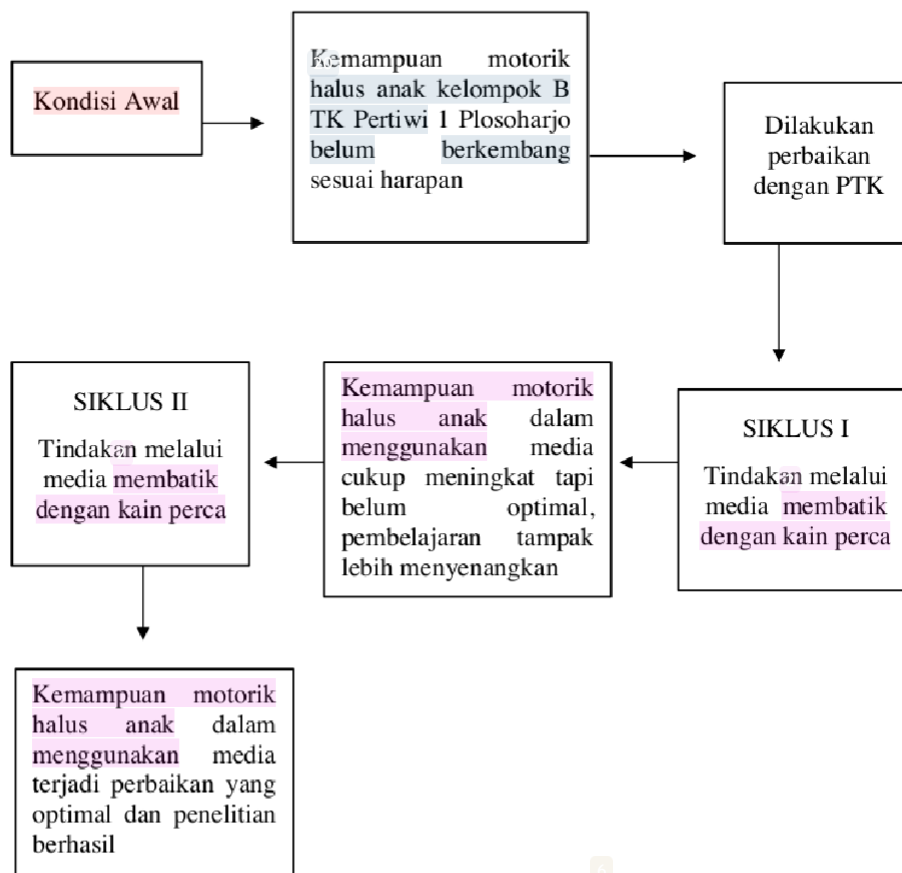 Kondisi Awal
Kemampuan motorik
halus anak kelompok B
TK Pertiwi 1 Plosoharjo
belum berkembang
sesuai harapan
Dilakukan
perbaikan
dengan PTK
SIKLUS I
Tindakan melalui
media membatik
dengan kain perca
Kemampuan motorik
halus anak dalam
menggunakan media
cukup meningkat tapi
belum optimal,
pembelajaran tampak
lebih menyenangkan
SIKLUS II
Tindakan melalui
media membatik
dengan kain perca
Kemampuan motorik
halus anak dalam
menggunakan media
terjadi perbaikan yang
optimal dan penelitian
berhasil